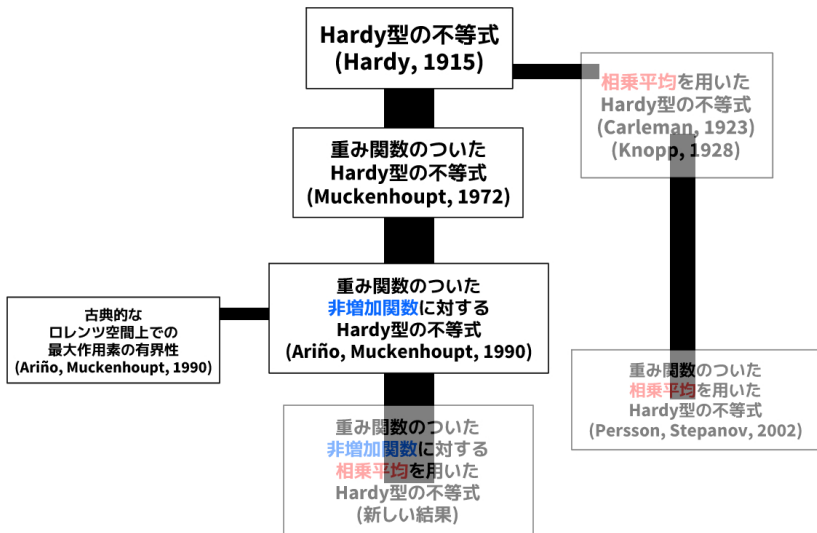 Hardy型の不等式
(Hardy, 1915)
相乗平均を用いた
Hardy型の不等式
(Carleman, 1923)
(Knopp, 1928)
重み関数のついた
Hardy型の不等式
(Muckenhoupt, 1972)
重み関数のついた
非増加関数に対する
Hardy型の不等式
(Ariño, Muckenhoupt, 1990)
古典的な
ロレンツ空間上での
最大作用素の有界性
(Ariño, Muckenhoupt, 1990)
重み関数のついた
相乗平均を用いた
Hardy型の不等式
(Persson, Stepanov, 2002)
重み関数のついた
非増加関数に対する
相乗平均を用いた
Hardy型の不等式
(新しい結果)